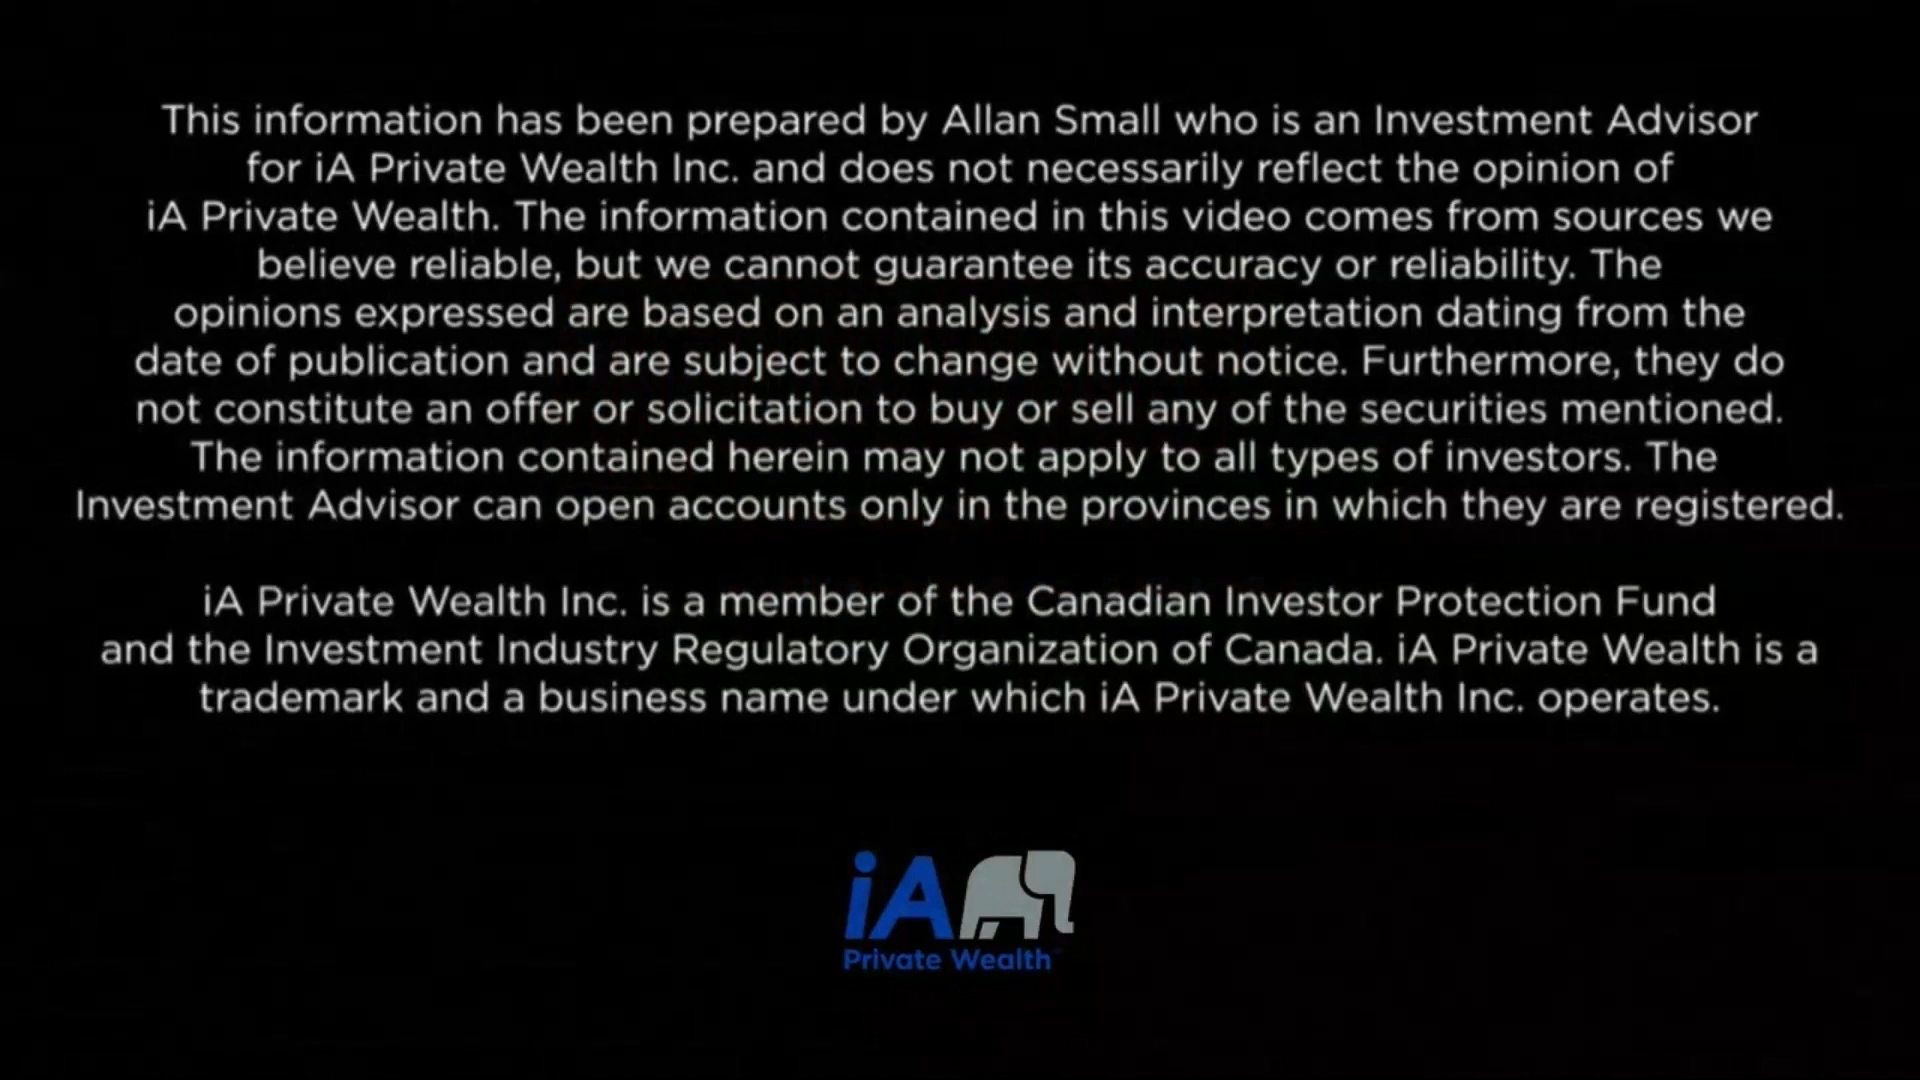 This information has been prepared by Allan Small who is an Investment Advisor
for iA Private Wealth Inc. and does not necessarily reflect the opinion of
iA Private Wealth. The information contained in this video comes from sources we
believe reliable, but we cannot guarantee its accuracy or reliability. The
opinions expressed are based on an analysis and interpretation dating from the
date of publication and are subject to change without notice. Furthermore, they do
not constitute an offer or solicitation to buy or sell any of the securities mentioned.
The information contained herein may not apply to all types of investors. The
Investment Advisor can open accounts only in the provinces in which they are registered.
iA Private Wealth Inc. is a member of the Canadian Investor Protection Fund
and the Investment Industry Regulatory Organization of Canada. iA Private Wealth is a
trademark and a business name under which iA Private Wealth Inc. operates.
iA
Private Wealth